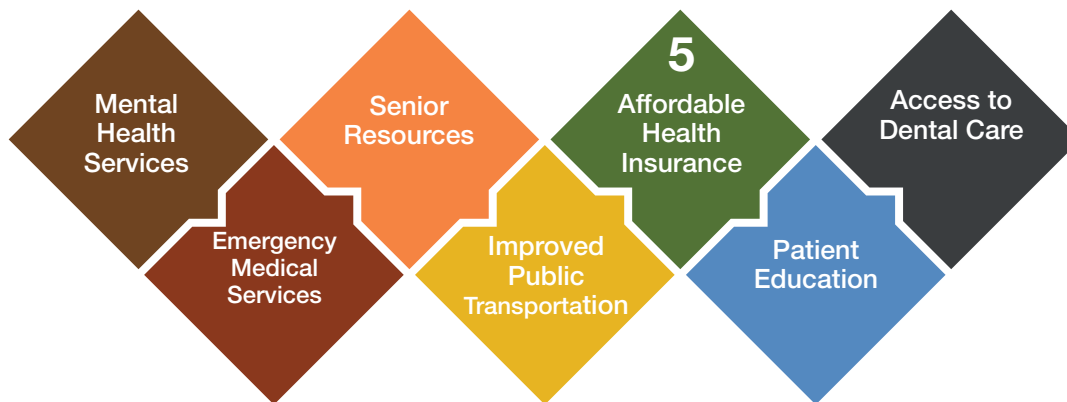 Mental
Health
Services
Emergency
Medical
Services
Senior
Resources
Improved
Public
Transportation
5
Affordable
Health
Insurance
Patient
Education
Access to
Dental Care